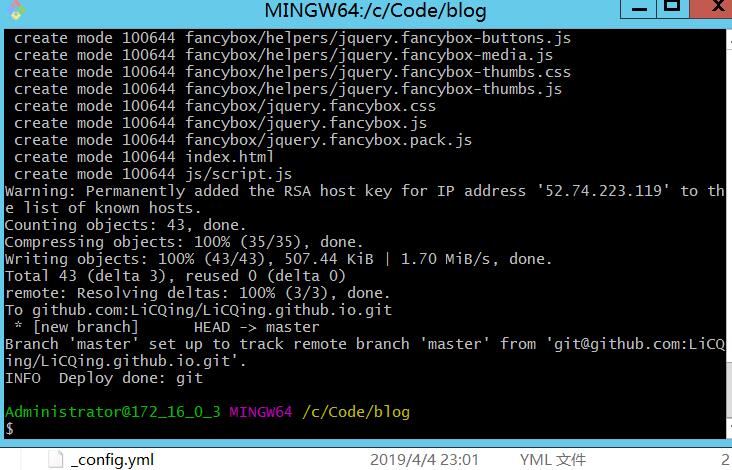 MINGW64:/c/Code/blog
create mode 100644 fancybox/helpers/jquery.fancybox-buttons.js
create mode 100644 fancybox/helpers/jquery.fancybox-media.js
create mode 100644 fancybox/helpers/jquery.fancybox-thumbs.css
create mode 100644 fancybox/helpers/jquery.fancybox-thumbs.js
create mode 100644 fancybox/jquery.fancybox.css
create mode 100644 fancybox/jquery.fancybox.js
create mode 100644 fancybox/jquery.fancybox.pack.js
create mode 100644 index.html
create mode 100644 js/script.js
Warning: Permanently added the RSA host key for IP address '52.74.223.119' to th
e list of known hosts.
Counting objects: 43, done.
Compressing objects: 100% (35/35), done.
Writing objects: 100% (43/43), 507.44 KiB | 1.70 MiB/s, done.
Total 43 (delta 3), reused 0 (delta 0)
remote: Resolving deltas: 100% (3/3), done.
To github.com:LiCQing/LiCQing.github.io.git
* [new branch]      HEAD -> master
Branch 'master' set up to track remote branch 'master' from 'git@github.com:LiCQ
ing/LiCQing.github.io.git'.
INFO  Deploy done: git
Administrator@172_16_0_3 MINGW64 /c/Code/blog
$
_config.yml 2019/4/4 23:01 YML 文件 2